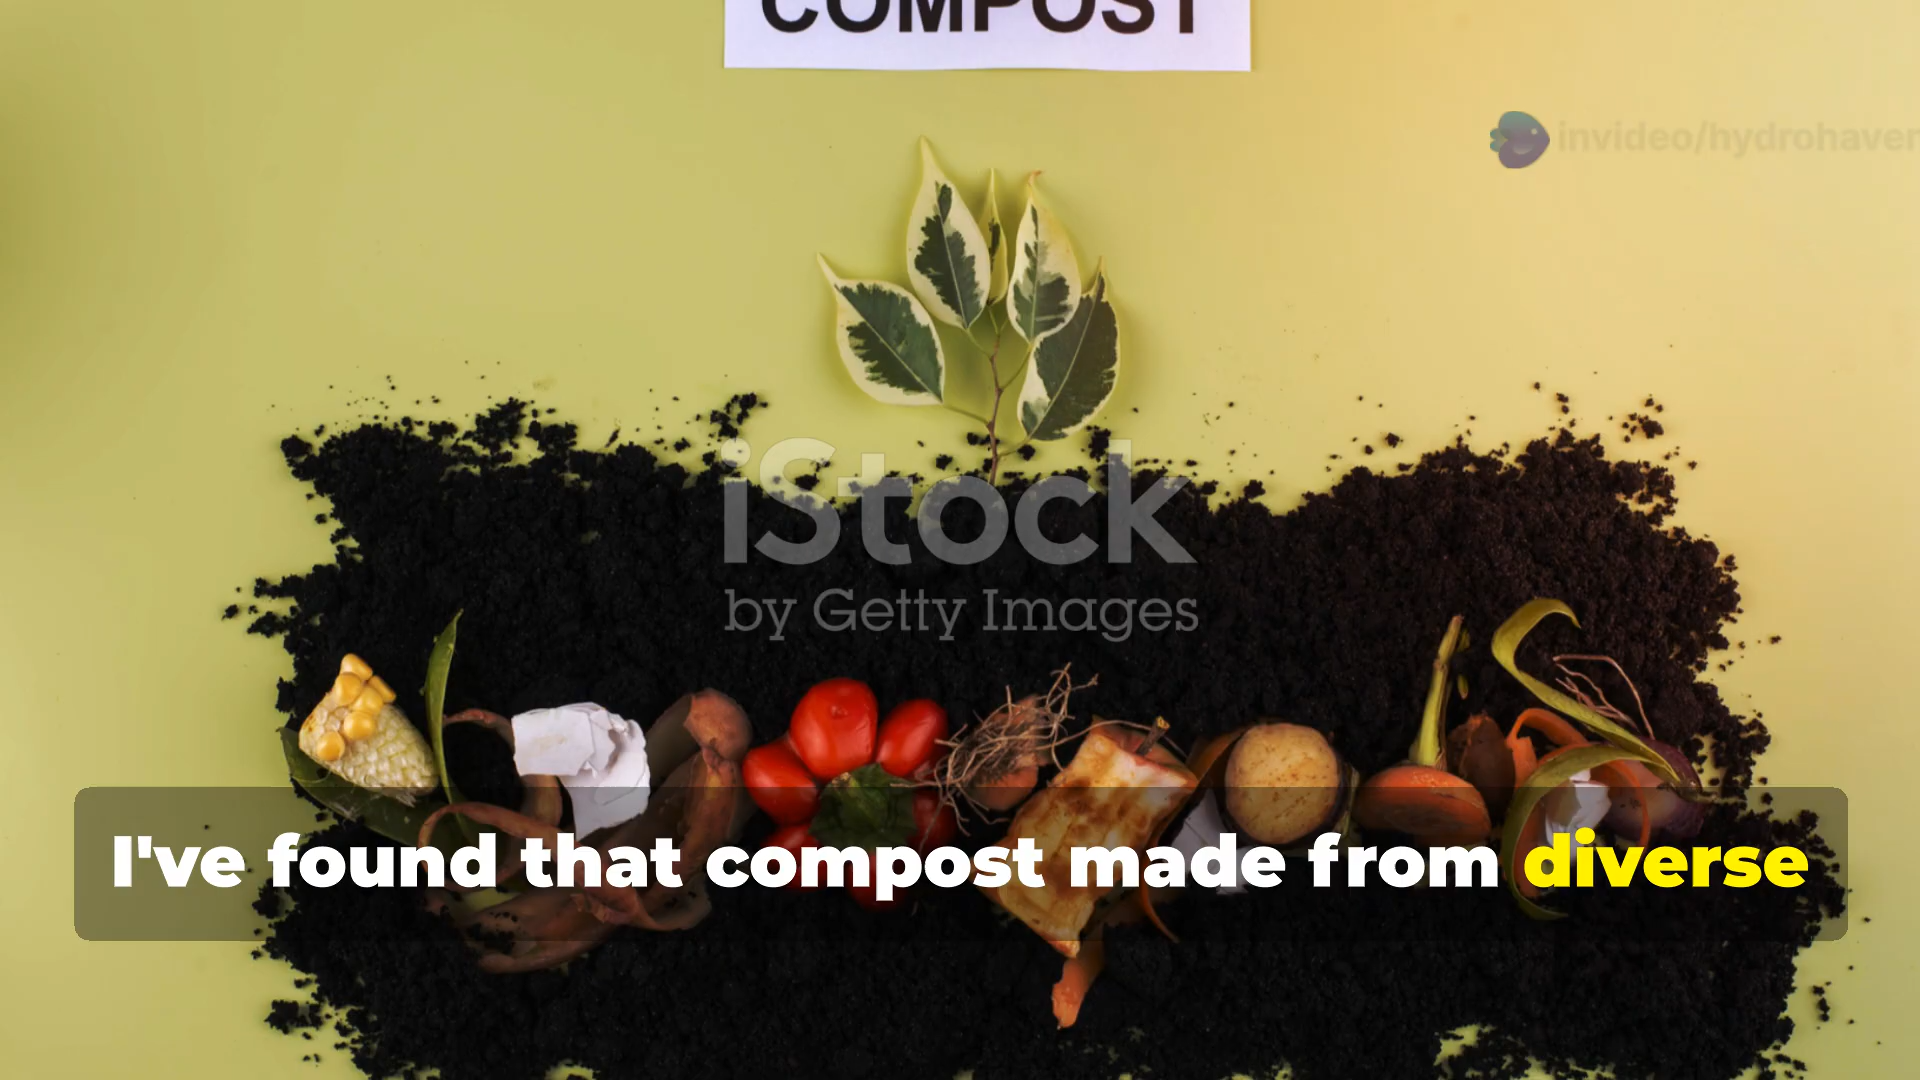 COMPOST
invideo/hydrohaven
iStock
by Getty Images
I've found that compost made from diverse